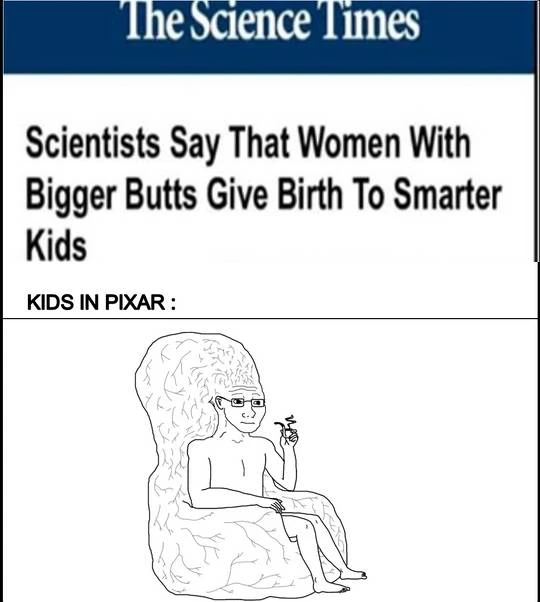 The Science Times
Scientists Say That Women With
Bigger Butts Give Birth To Smarter
Kids
KIDS IN PIXAR :